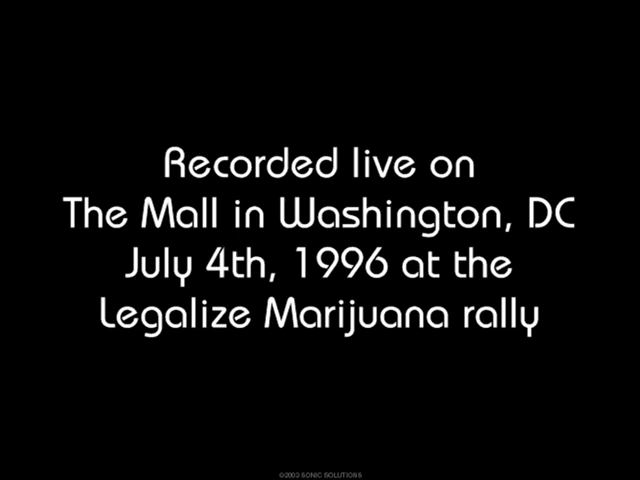 Recorded live on
The Mall in Washington, DC
July 4th, 1996 at the
Legalize Marijuana rally
©2003 SONIC SOLUTIONS